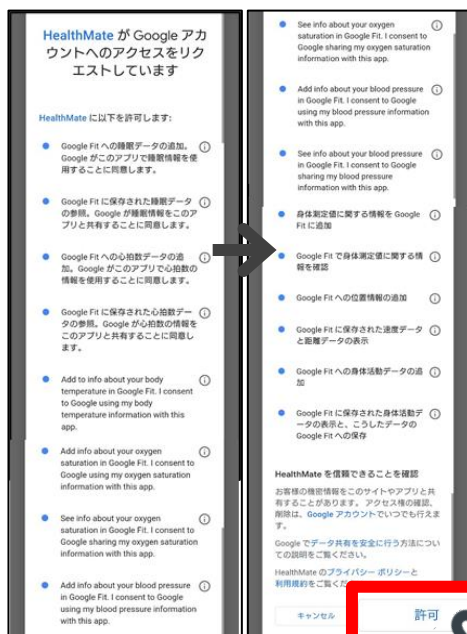 HealthMate が Google アカ
ウントへのアクセスをリク
エストしています
HealthMate に以下を許可します:
Google Fit への睡眠データの追加。
Google がこのアプリで睡眠情報を使
用することに同意します。
Google Fit に保存された睡眠データ
の参照。Google が睡眠情報をこのア
プリと共有することに同意します。
Google Fit への心拍数データの追
加。Google がこのアプリで心拍数の
情報を使用することに同意します。
Google Fit に保存された心拍数デー
タの参照。Google が心拍数の情報を
このアプリと共有することに同意し
ます。
Add to info about your body
temperature in Google Fit. I consent
to Google using my body
temperature information with this
app.
Add info about your oxygen
saturation in Google Fit. I consent to
Google using my oxygen saturation
information with this app.
See info about your oxygen
saturation in Google Fit. I consent to
Google sharing my oxygen saturation
information with this app.
Add info about your blood pressure
in Google Fit. I consent to Google
using my blood pressure information
with this app.
See info about your oxygen
saturation in Google Fit. I consent to
Google sharing my oxygen saturation
information with this app.
Add info about your blood pressure
in Google Fit. I consent to Google
using my blood pressure information
with this app.
See info about your blood pressure
in Google Fit. I consent to Google
sharing my blood pressure
information with this app.
身体測定値に関する情報を Google
Fit に追加
Google Fit で身体測定値に関する情
報を確認
Google Fit への位置情報の追加
Google Fit に保存された速度データ
と距離データの表示
Google Fit への身体活動データの追
加
Google Fit に保存された身体活動デ
ータの表示と、こうしたデータの
Google Fit への保存
HealthMate を信頼できることを確認
お客様の機密情報をこのサイトやアプリと共
有することがあります。 アクセス権の確認、
削除は、Google アカウントでいつでも行えま
す。
Google でデータ共有を安全に行う方法につい
ての説明をご覧ください。
HealthMate のプライバシー ポリシーと
利用規約をご覧くだ
キャンセル
許可